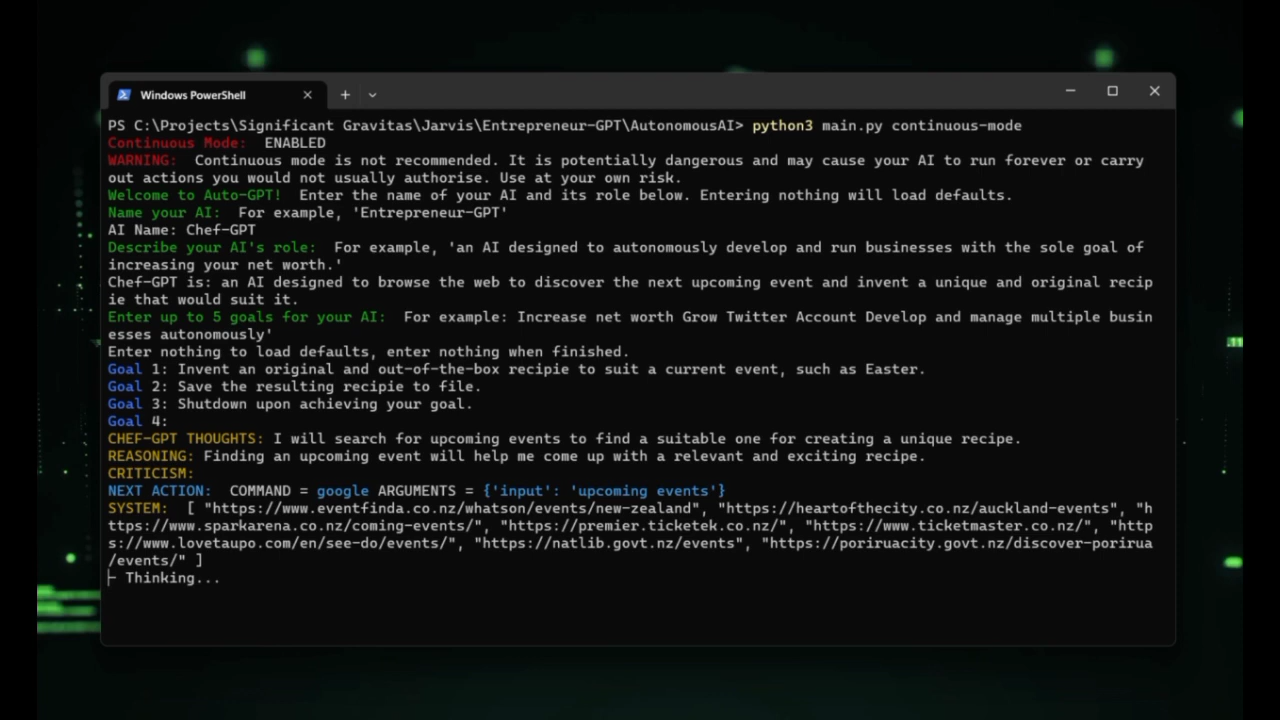 Windows PowerShell
PS C:\Projects\Significant Gravitas\Jarvis\Entrepreneur-GPT\AutonomousAI> python3 main.py continuous-mode
Continuous Mode:  ENABLED
WARNING:  Continuous mode is not recommended. It is potentially dangerous and may cause your AI to run forever or carry
out actions you would not usually authorise. Use at your own risk.
Welcome to Auto-GPT!  Enter the name of your AI and its role below. Entering nothing will load defaults.
Name your AI:  For example, 'Entrepreneur-GPT'
AI Name: Chef-GPT
Describe your AI's role:  For example, 'an AI designed to autonomously develop and run businesses with the sole goal of
increasing your net worth.'
Chef-GPT is: an AI designed to browse the web to discover the next upcoming event and invent a unique and original recip
ie that would suit it.
Enter up to 5 goals for your AI:  For example: Increase net worth Grow Twitter Account Develop and manage multiple busin
esses autonomously'
Enter nothing to load defaults, enter nothing when finished.
Goal 1: Invent an original and out-of-the-box recipie to suit a current event, such as Easter.
Goal 2: Save the resulting recipie to file.
Goal 3: Shutdown upon achieving your goal.
Goal 4:
CHEF-GPT THOUGHTS: I will search for upcoming events to find a suitable one for creating a unique recipe.
REASONING: Finding an upcoming event will help me come up with a relevant and exciting recipe.
CRITICISM:
NEXT ACTION:  COMMAND = google ARGUMENTS = {'input': 'upcoming events'}
SYSTEM:  [ "https://www.eventfinda.co.nz/whatson/events/new-zealand", "https://heartofthecity.co.nz/auckland-events", "h
ttps://www.sparkarena.co.nz/coming-events/", "https://premier.ticketek.co.nz/", "https://www.ticketmaster.co.nz/", "http
s://www.lovetaupo.com/en/see-do/events/", "https://natlib.govt.nz/events", "https://poriruacity.govt.nz/discover-porirua
/events/" ]
├ Thinking...